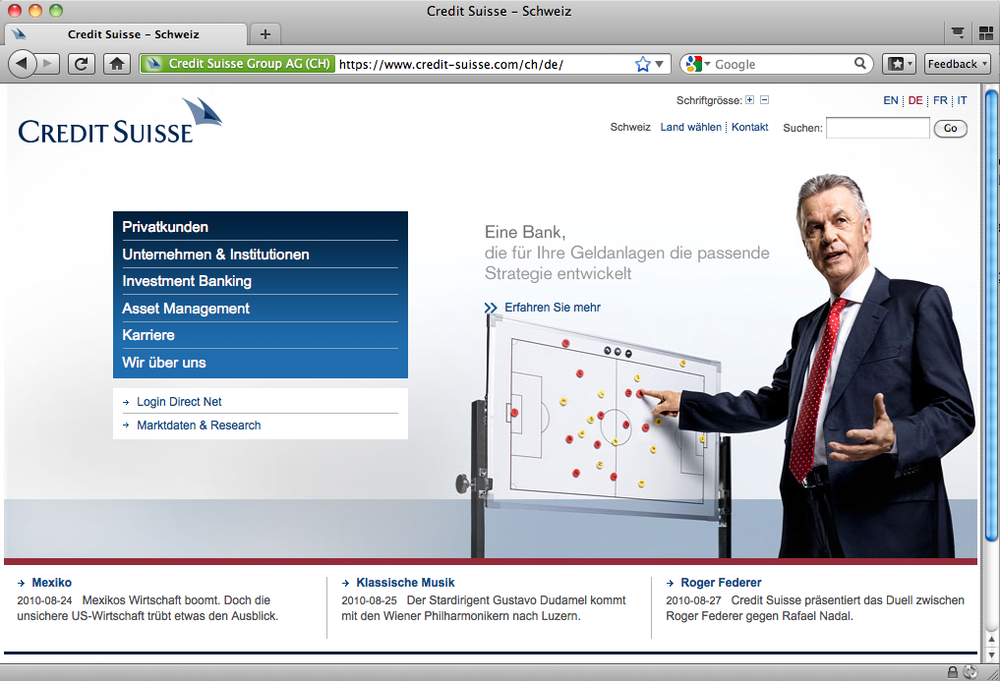 Credit Suisse – Schweiz
Credit Suisse – Schweiz
Credit Suisse Group AG (CH) https://www.credit-suisse.com/ch/de/ Google Feedback
Schriftgrösse: EN DE FR IT
CREDIT SUISSE
Schweiz Land wählen Kontakt Suchen: Go
Privatkunden
Unternehmen & Institutionen
Investment Banking
Asset Management
Karriere
Wir über uns
Login Direct Net
Marktdaten & Research
Eine Bank,
die für Ihre Geldanlagen die passende
Strategie entwickelt
Erfahren Sie mehr
Mexiko
2010-08-24 Mexikos Wirtschaft boomt. Doch die
unsichere US-Wirtschaft trübt etwas den Ausblick.
Klassische Musik
2010-08-25 Der Stardirigent Gustavo Dudamel kommt
mit den Wiener Philharmonikern nach Luzern.
Roger Federer
2010-08-27 Credit Suisse präsentiert das Duell zwischen
Roger Federer gegen Rafael Nadal.